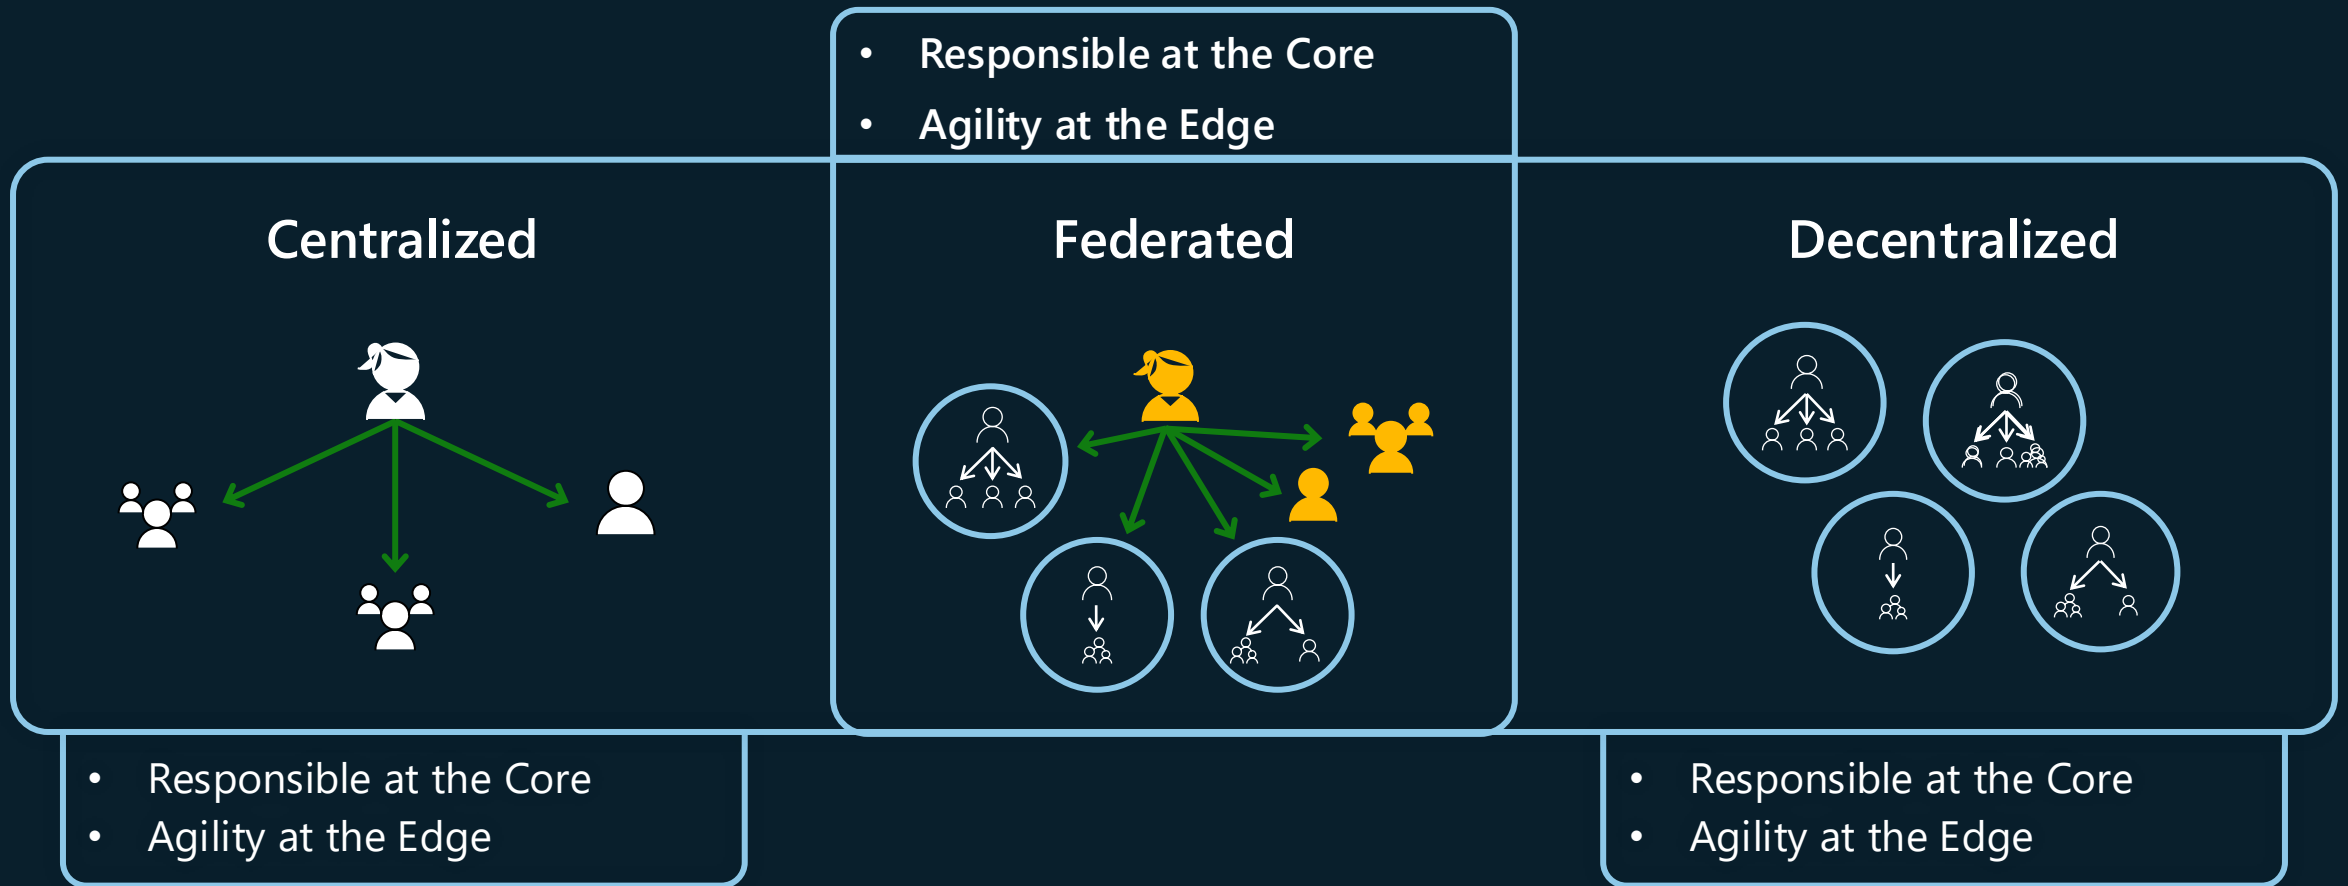 • Responsible at the Core
• Agility at the Edge
Centralized
Federated
Decentralized
• Responsible at the Core
• Agility at the Edge
• Responsible at the Core
• Agility at the Edge